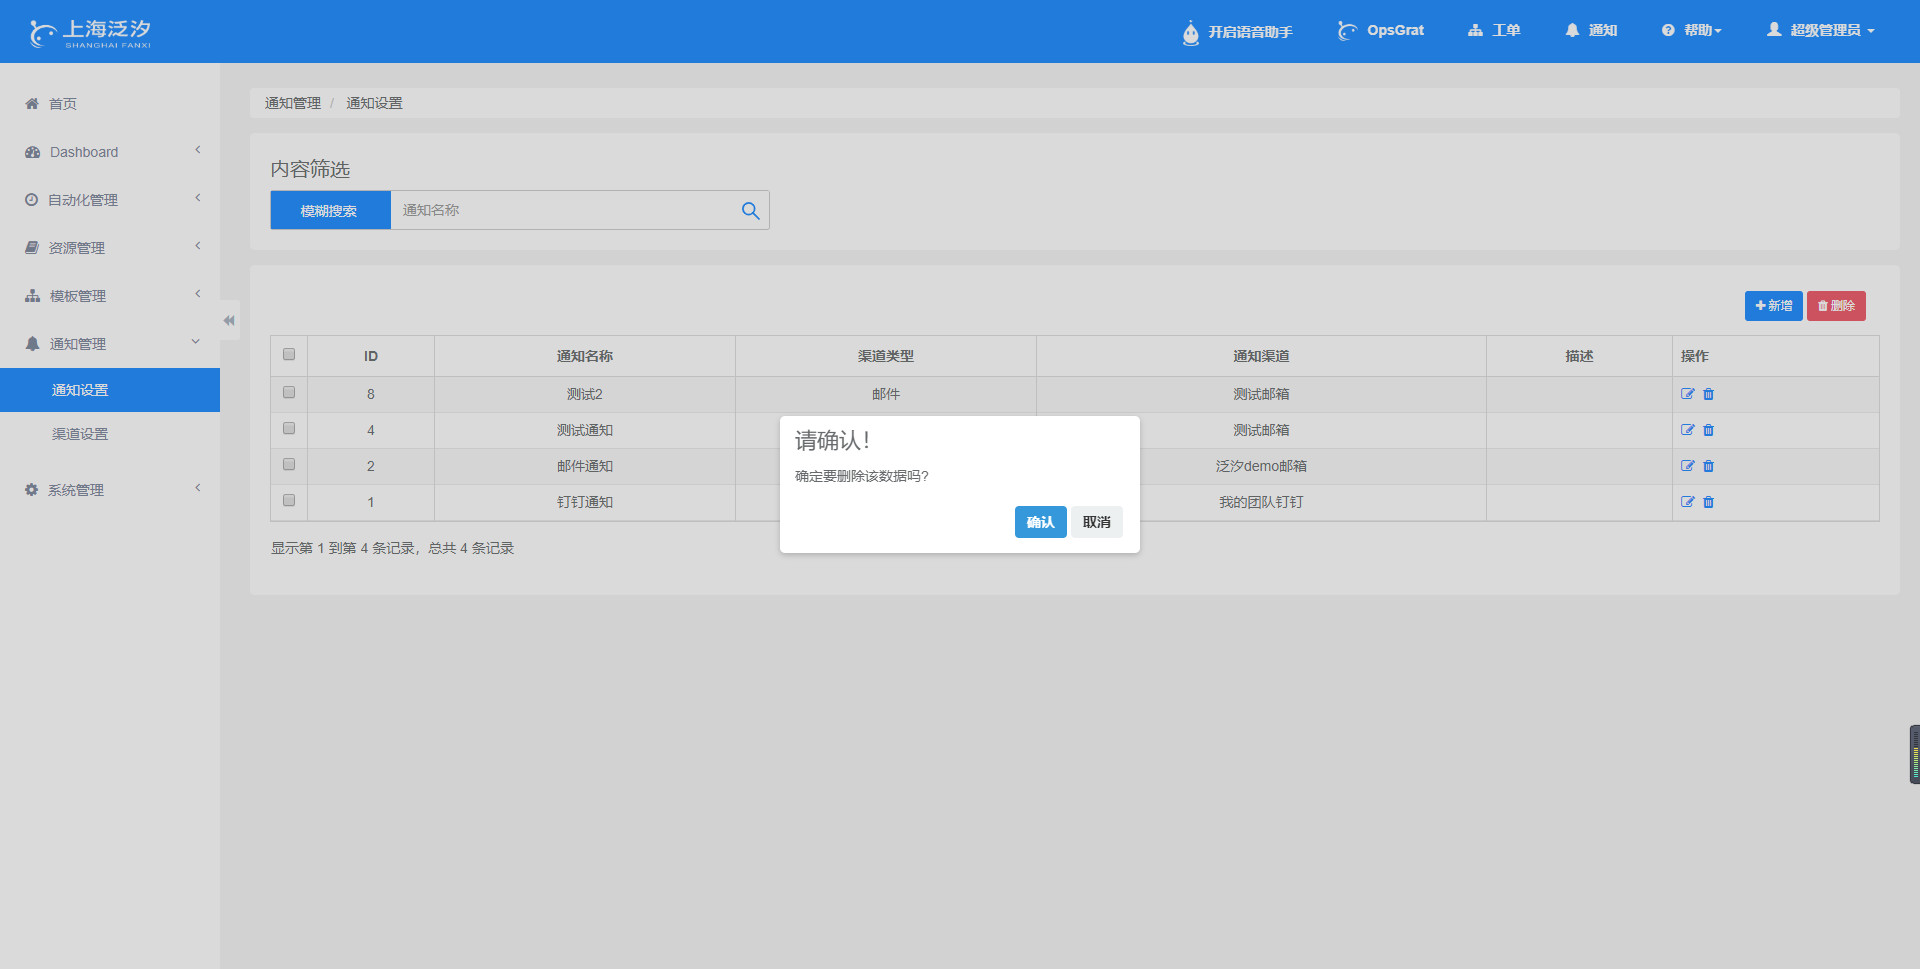 上海泛汐
SHANGHAI FANXI
开启语音助手
OpsGrat
工单
通知
帮助
超级管理员
首页
Dashboard
自动化管理
资源管理
模板管理
通知管理
通知设置
渠道设置
系统管理
通知管理 / 通知设置
内容筛选
模糊搜索 通知名称
新增 删除
ID 通知名称 渠道类型 通知渠道 描述 操作
8 测试2 邮件 测试邮箱
4 测试通知 测试邮箱
2 邮件通知 泛汐demo邮箱
1 钉钉通知 我的团队钉钉
显示第 1 到第 4 条记录，总共 4 条记录
请确认！
确定要删除该数据吗?
确认 取消